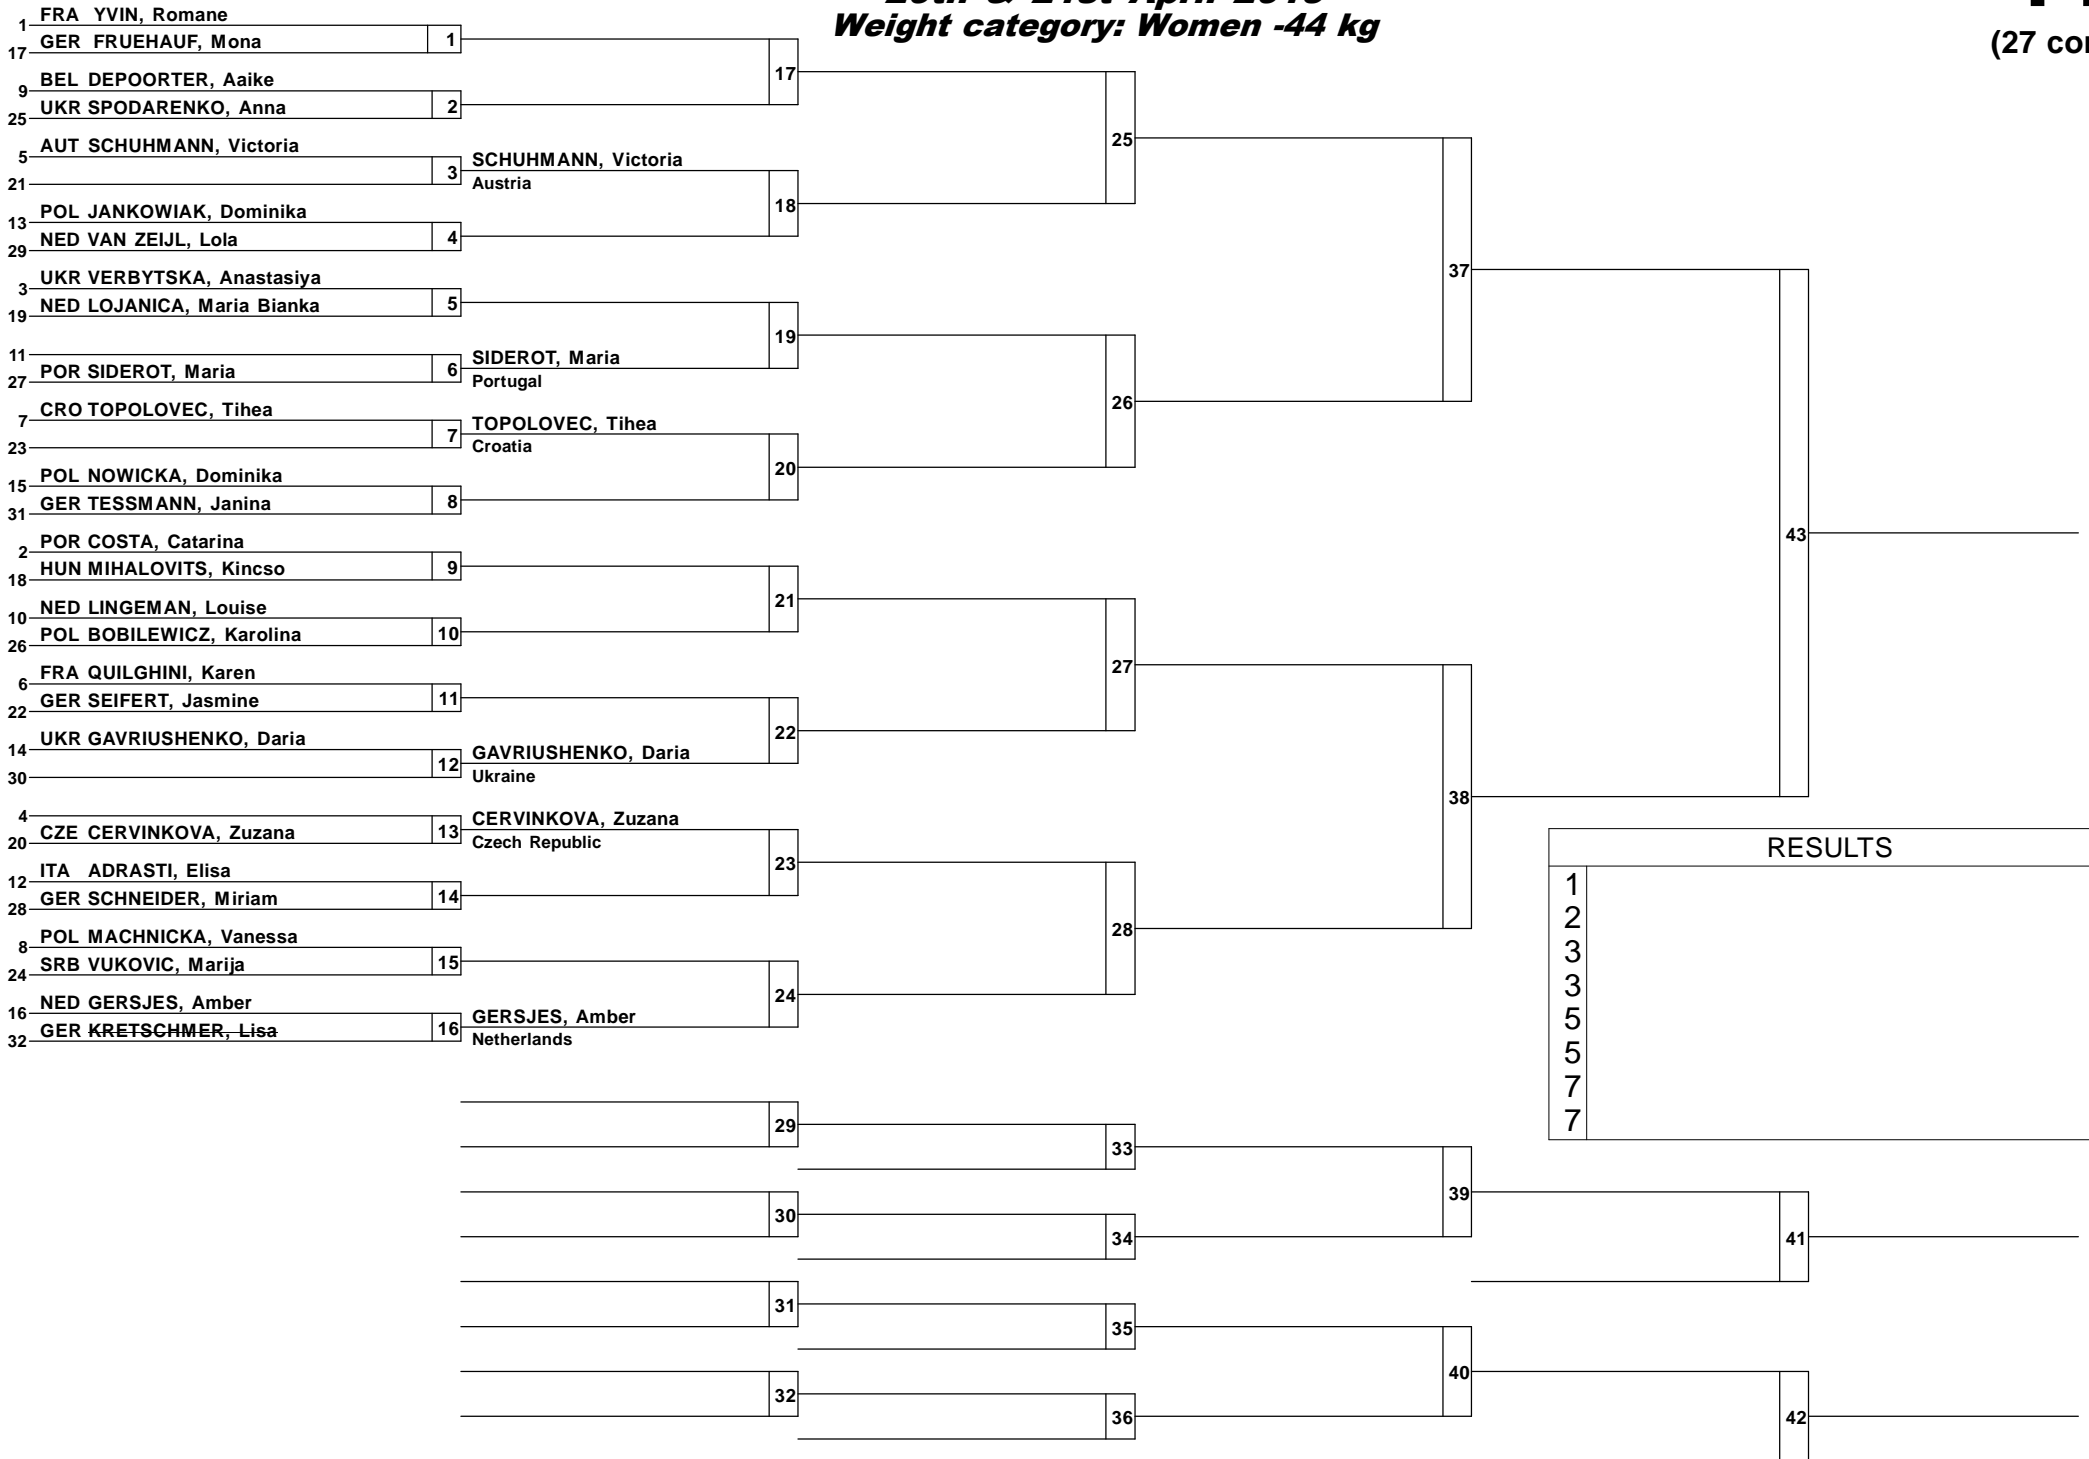 Weight category: Women -44 kg
(27 
1 FRA YVIN, Romane
17 GER FRUEHAUF, Mona
1
9 BEL DEPOORTER, Aaike
25 UKR SPODARENKO, Anna
2
17
5 AUT SCHUHMANN, Victoria
21
3
SCHUHMANN, Victoria
Austria
13 POL JANKOWIAK, Dominika
29 NED VAN ZEIJL, Lola
4
18
25
3 UKR VERBYTSKA, Anastasiya
19 NED LOJANICA, Maria Bianka
5
11
27 POR SIDEROT, Maria
6
SIDEROT, Maria
Portugal
19
7 CRO TOPOLOVEC, Tihea
23
7
TOPOLOVEC, Tihea
Croatia
15 POL NOWICKA, Dominika
31 GER TESSMANN, Janina
8
20
26
37
2 POR COSTA, Catarina
18 HUN MIHALOVITS, Kincso
9
10 NED LINGEMAN, Louise
26 POL BOBILEWICZ, Karolina
10
21
6 FRA QUILGHINI, Karen
22 GER SEIFERT, Jasmine
11
14 UKR GAVRIUSHENKO, Daria
30
12
GAVRIUSHENKO, Daria
Ukraine
22
27
4
20 CZE CERVINKOVA, Zuzana
13
CERVINKOVA, Zuzana
Czech Republic
12 ITA ADRASTI, Elisa
28 GER SCHNEIDER, Miriam
14
23
8 POL MACHNICKA, Vanessa
24 SRB VUKOVIC, Marija
15
16 NED GERSJES, Amber
32 GER KRETSCHMER, Lisa
16
GERSJES, Amber
Netherlands
24
28
38
43
RESULTS
1
2
3
3
5
5
7
7
29
33
30
34
39
41
31
35
32
36
40
42